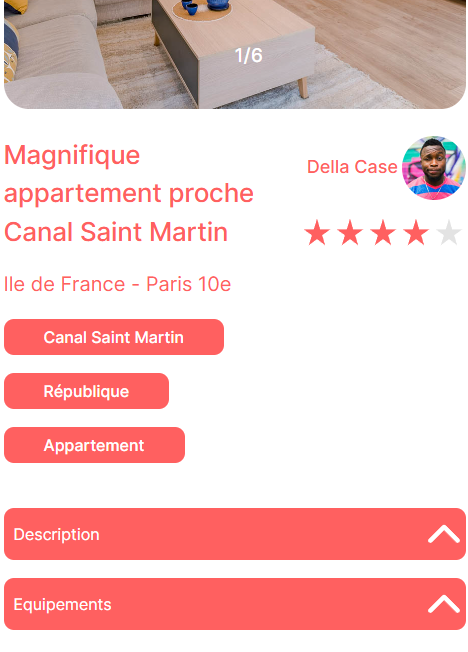 1/6
Magnifique
appartement proche
Canal Saint Martin
Della Case
Ile de France - Paris 10e
Canal Saint Martin
République
Appartement
Description
Equipements